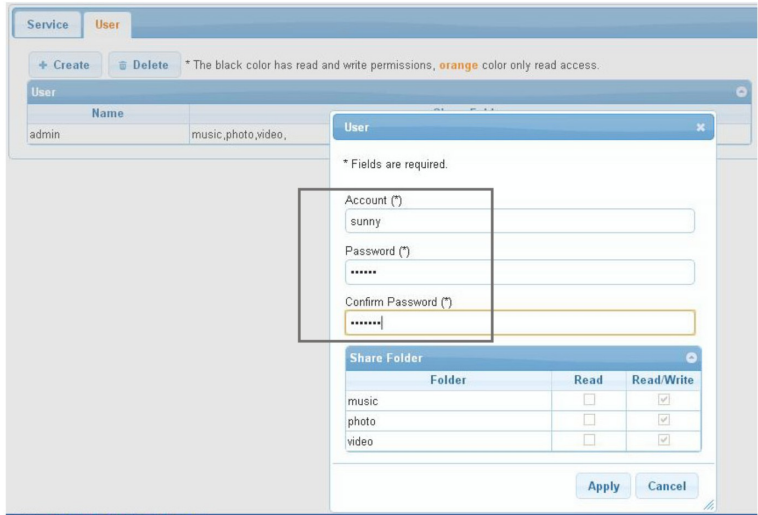 Service User
+ Create Delete * The black color has read and write permissions, orange color only read access.
User
Name
admin music,photo,video,
User
* Fields are required.
Account (*)
sunny
Password (*)
••••••
Confirm Password (*)
•••••••
Share Folder
Folder Read Read/Write
music
photo
video
Apply Cancel